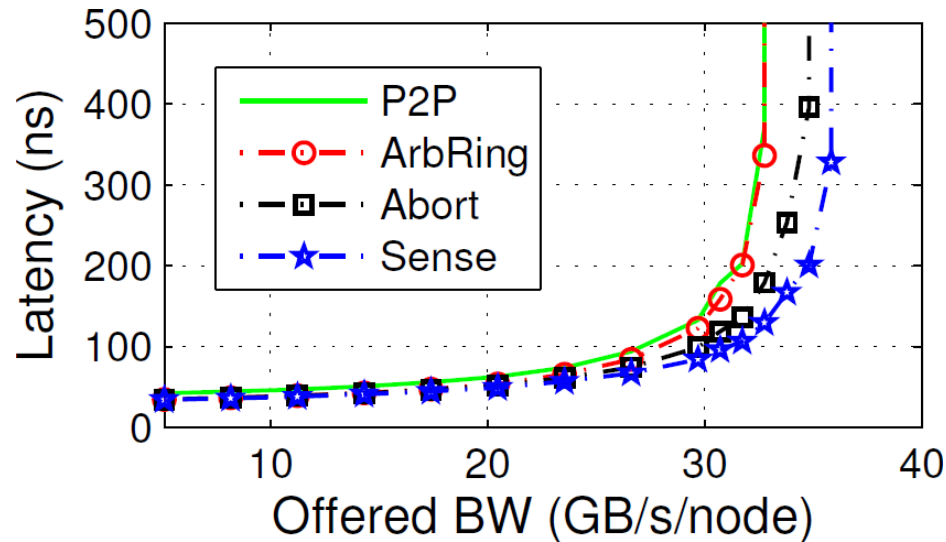 500
400
300
200
100
0
Latency (ns)
P2P
ArbRing
Abort
Sense
10 20 30 40
Offered BW (GB/s/node)